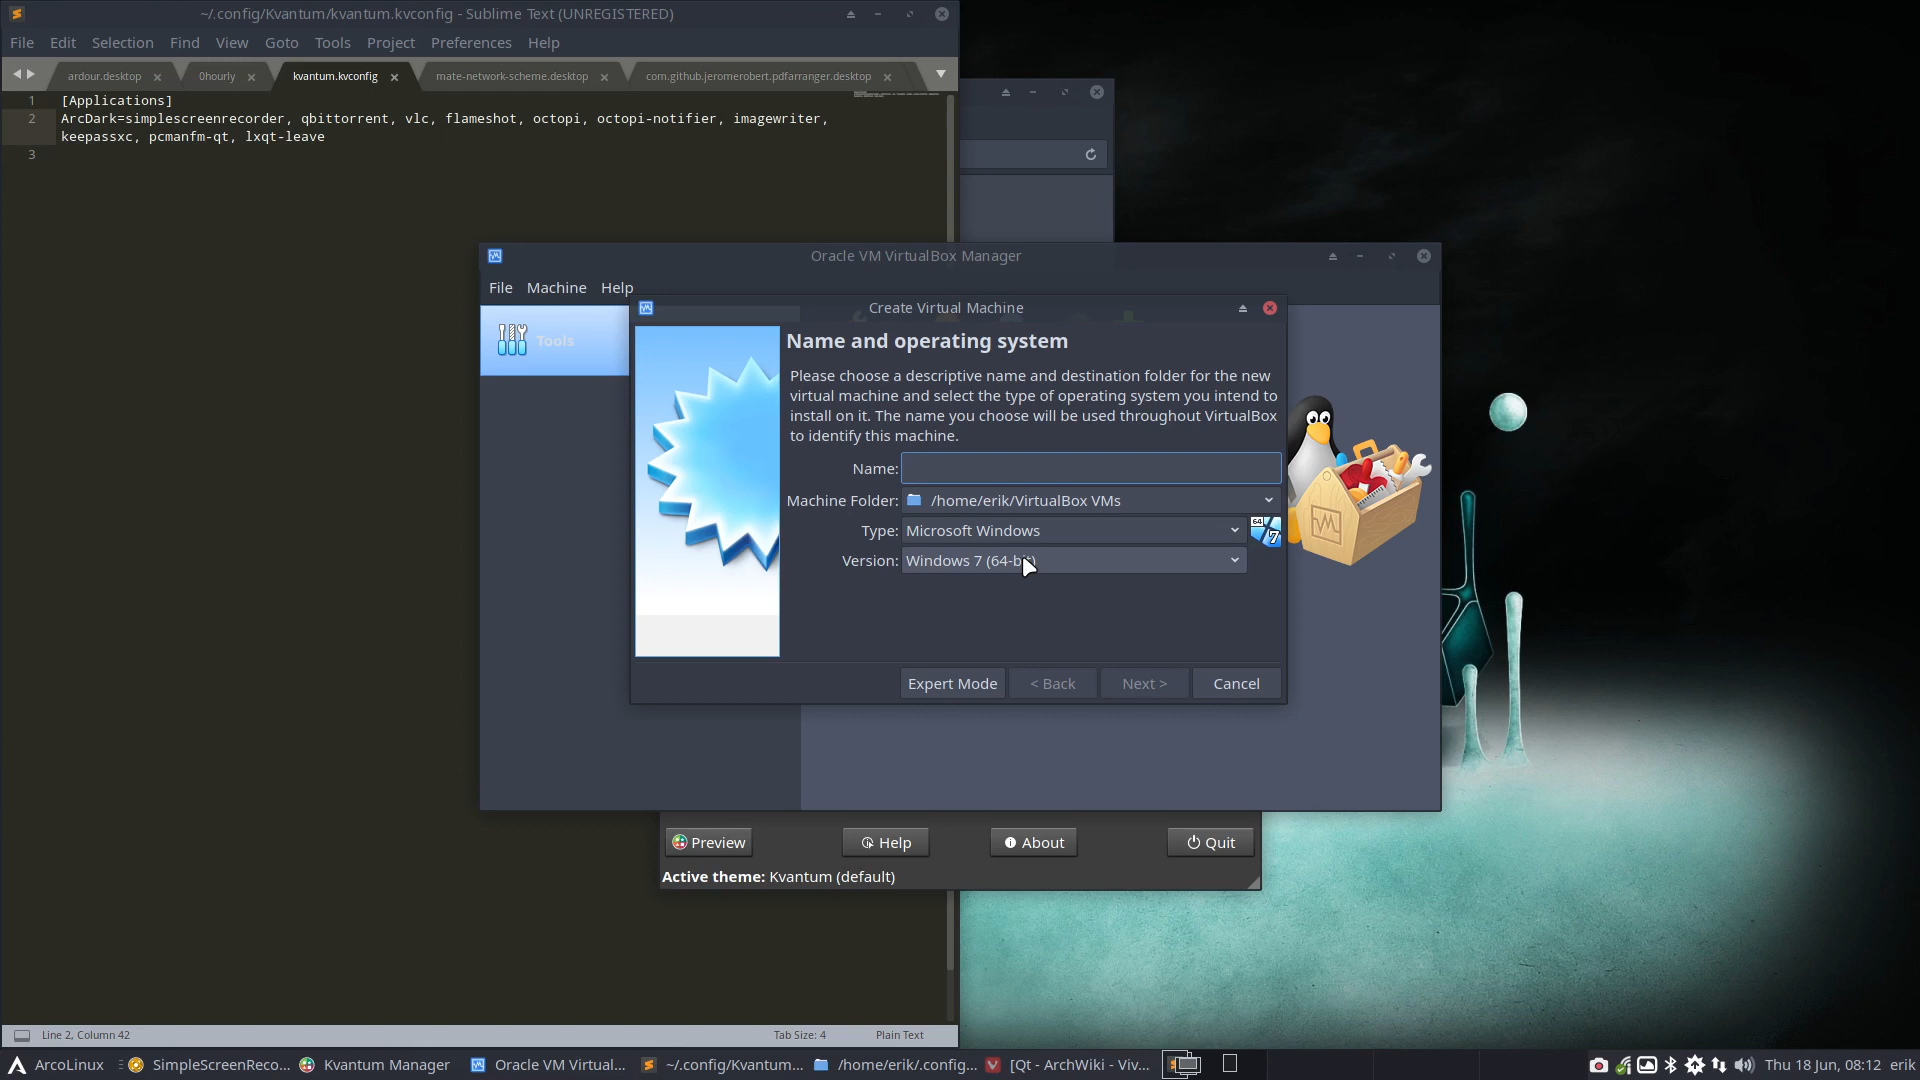 ~/.config/Kvantum/kvantum.kvconfig - Sublime Text (UNREGISTERED)
File Edit Selection Find View Goto Tools Project Preferences Help
ardour.desktop 0hourly kvantum.kvconfig mate-network-scheme.desktop com.github.jeromerobert.pdfarranger.desktop
1 [Applications]
2 ArcDark=simplescreenrecorder, qbittorrent, vlc, flameshot, octopi, octopi-notifier, imagewriter,
keepassxc, pcmanfm-qt, lxqt-leave
3
Oracle VM VirtualBox Manager
File Machine Help
Tools
Create Virtual Machine
Name and operating system
Please choose a descriptive name and destination folder for the new
virtual machine and select the type of operating system you intend to
install on it. The name you choose will be used throughout VirtualBox
to identify this machine.
Name:
Machine Folder: /home/erik/VirtualBox VMs
Type: Microsoft Windows
64
7
Version: Windows 7 (64-bit)
Expert Mode < Back Next > Cancel
Preview Help About Quit
Active theme: Kvantum (default)
Line 2, Column 42 Tab Size: 4 Plain Text
ArcoLinux SimpleScreenReco... Kvantum Manager Oracle VM Virtual... ~/.config/Kvantum... /home/erik/.config... [Qt - ArchWiki - Viv... Thu 18 Jun, 08:12 erik